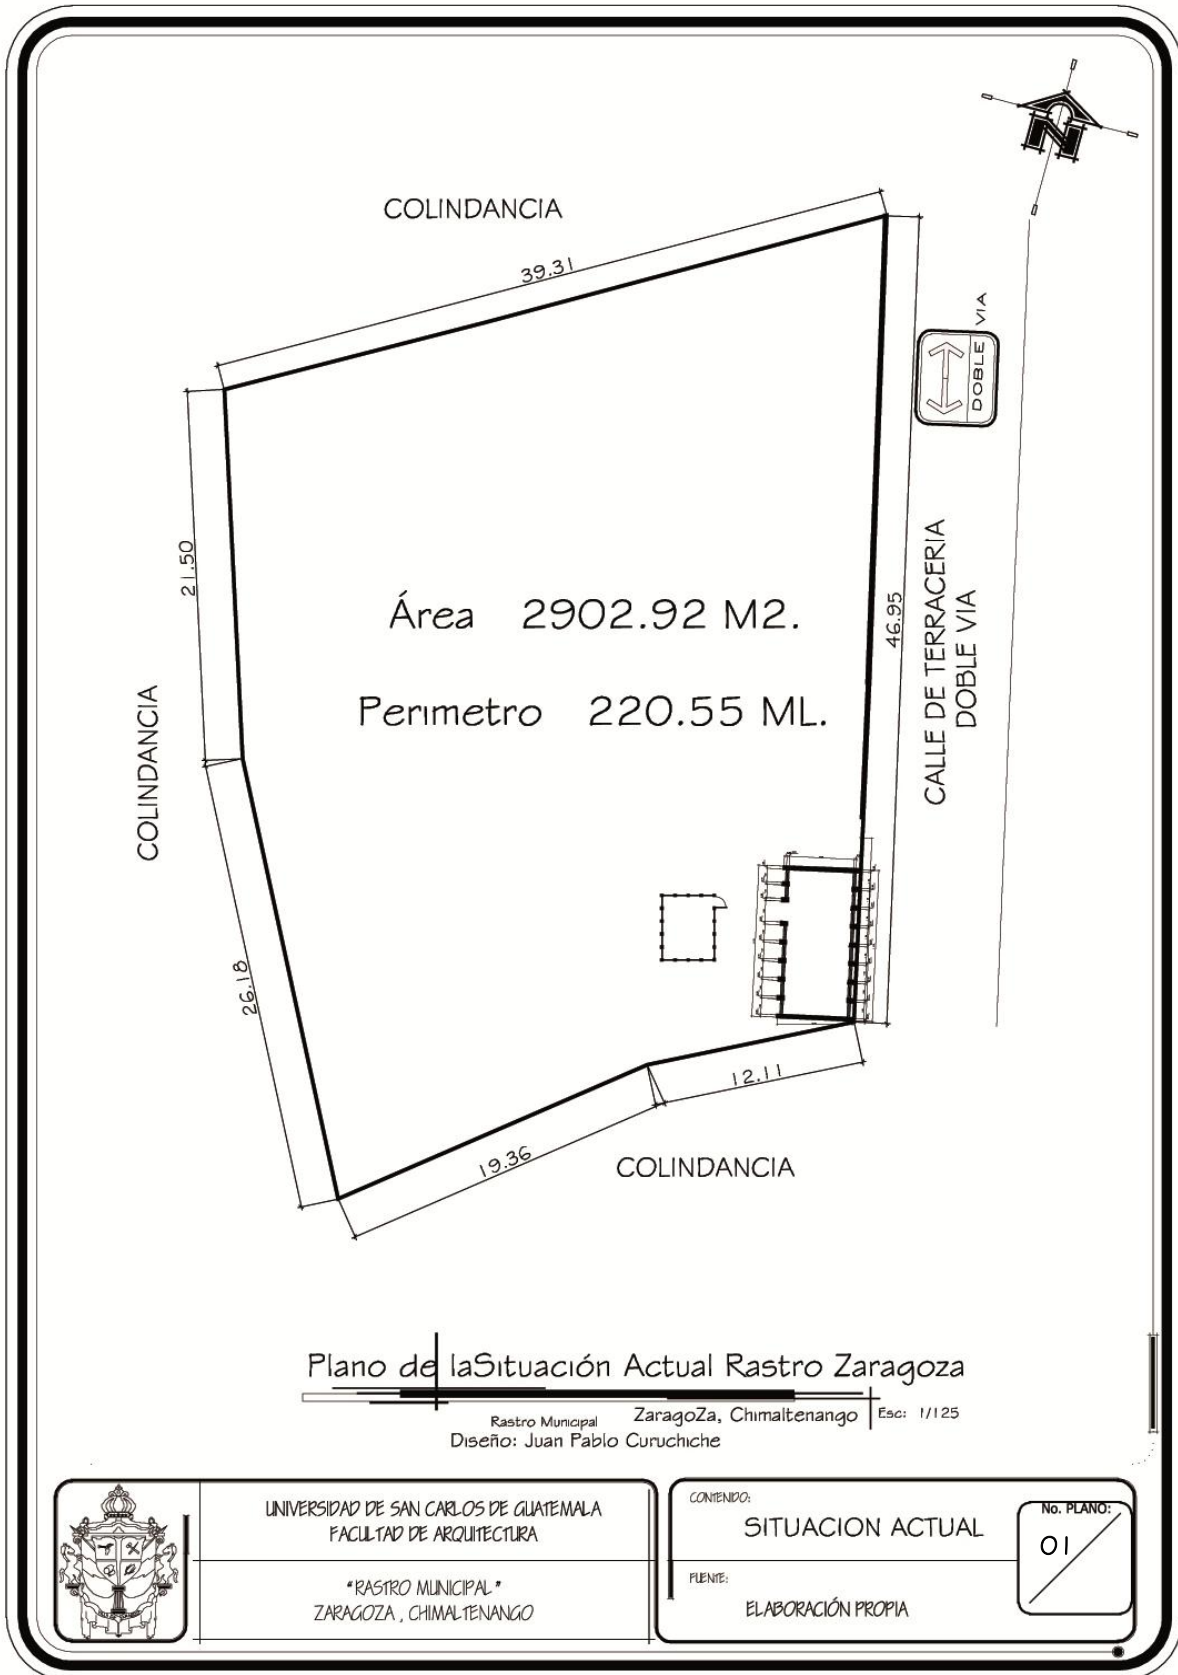 N
COLINDANCIA
39.31
VIA
DOBLE
21.50
Área 2902.92 M2.
46.95
CALLE DE TERRACERIA
DOBLE VIA
Perimetro 220.55 ML.
COLINDANCIA
26.18
12.11
19.36
COLINDANCIA
Plano de laSituación Actual Rastro Zaragoza
Rastro Municipal ZaragoZa, Chimaltenango Esc: 1/125
Diseño: Juan Pablo Curuchiche
UNIVERSIDAD DE SAN CARLOS DE GUATEMALA
FACULTAD DE ARQUITECTURA
"RASTRO MUNICIPAL"
ZARAGOZA , CHIMALTENANGO
CONTENIDO:
SITUACION ACTUAL
FUENTE:
ELABORACIÓN PROPIA
No. PLANO:
01